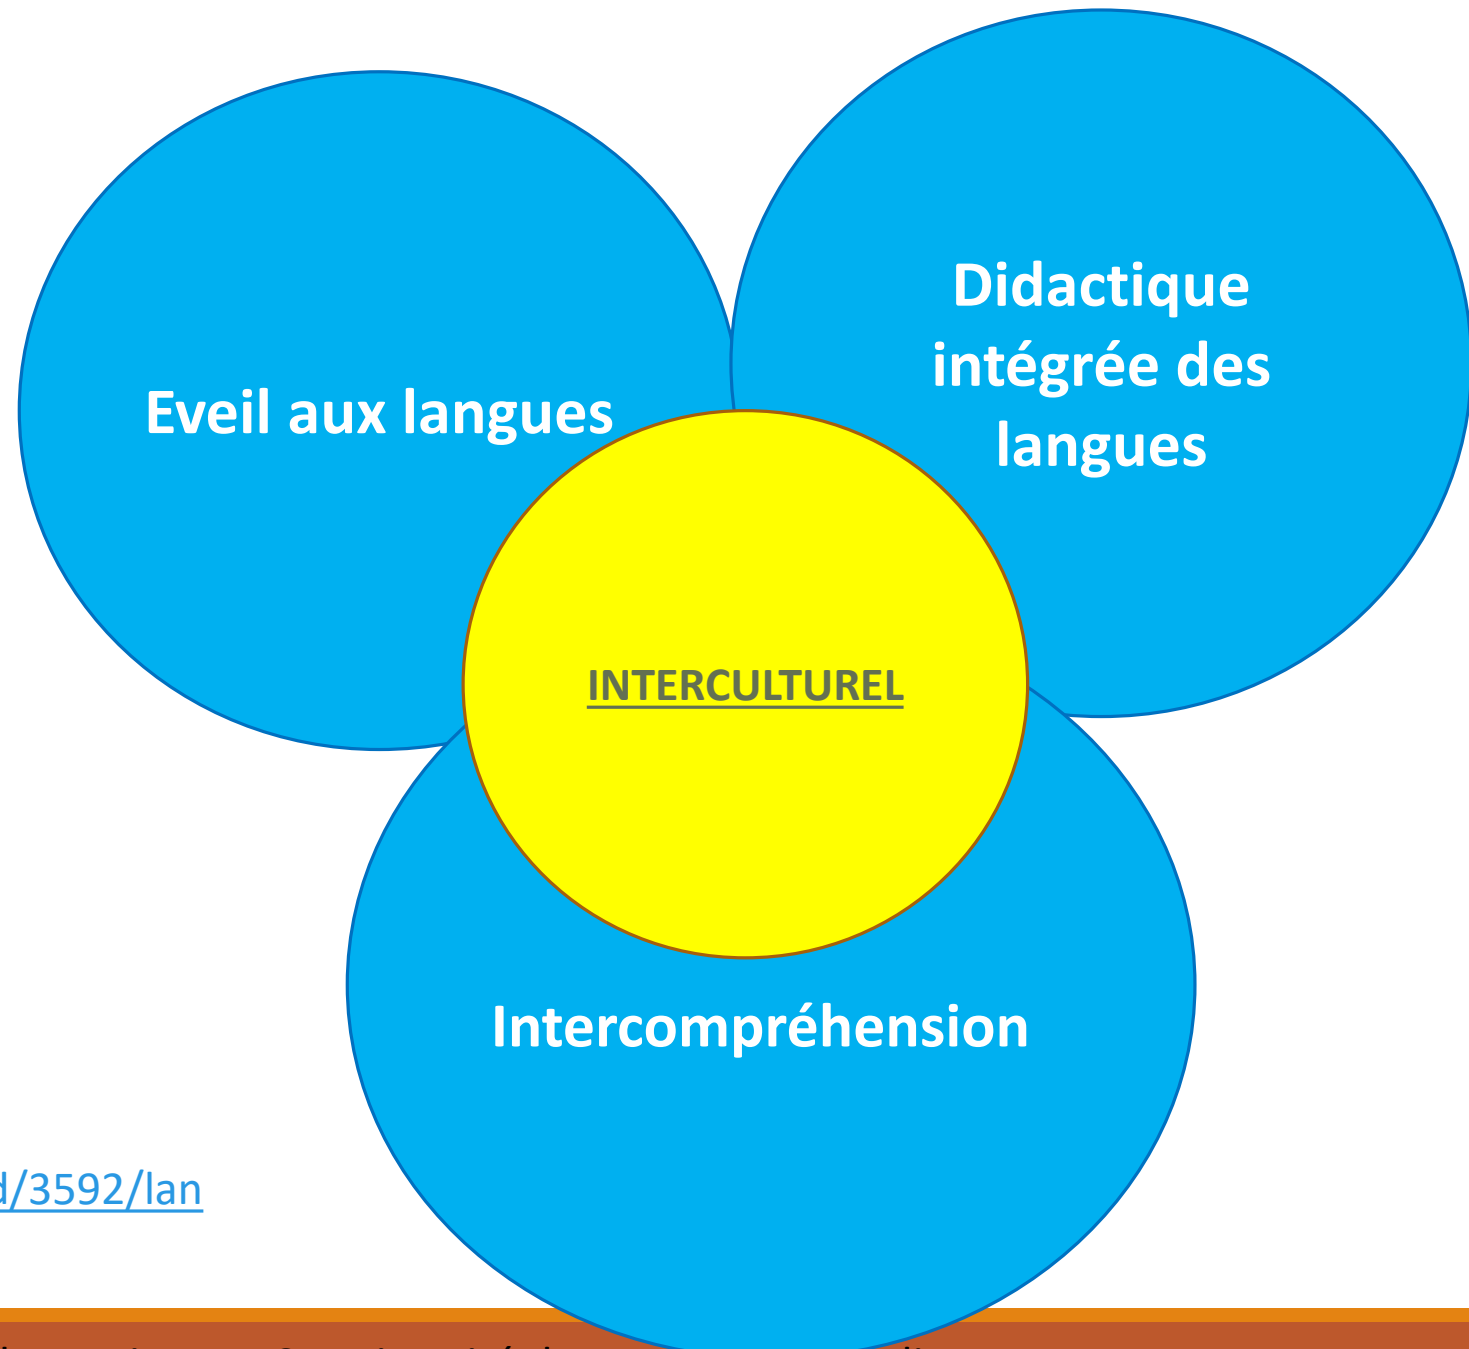 Didactique
intégrée des
langues
Eveil aux langues
INTERCULTUREL
Intercompréhension
d/3592/lan